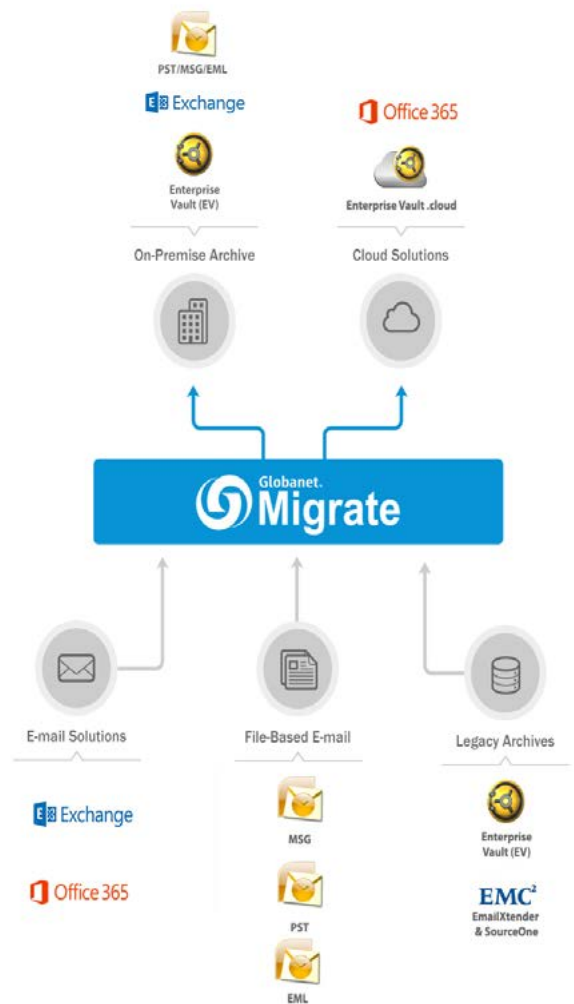 PST/MSG/EML
E Exchange
Enterprise
Vault (EV)
On-Premise Archive
Office 365
Enterprise Vault .cloud
Cloud Solutions
Globanet.
Migrate
E-mail Solutions
Exchange
Office 365
File-Based E-mail
MSG
PST
EML
Legacy Archives
Enterprise
Vault (EV)
EMC²
EmailXtender
& SourceOne